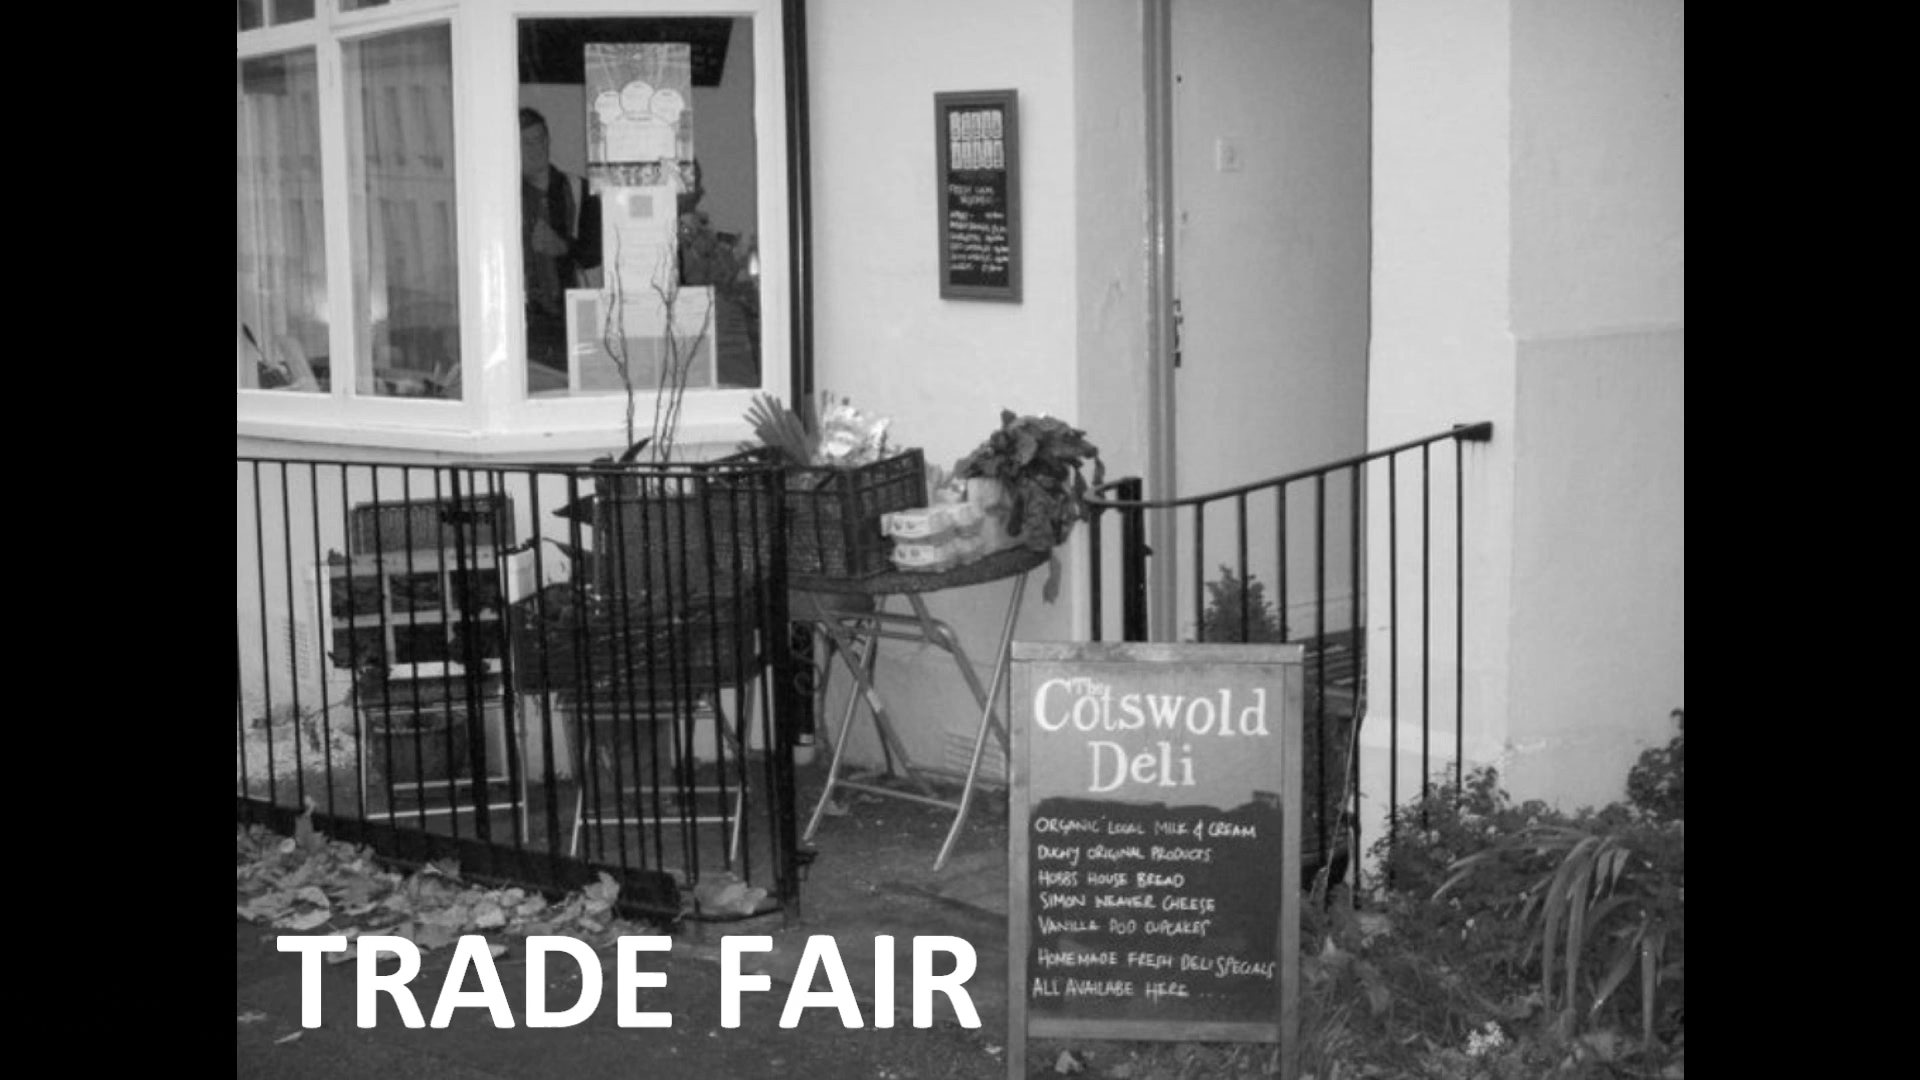 The
Cotswold
Deli
ORGANIC LOCAL MILK & CREAM
DUCHY ORIGINAL PRODUCTS
HOBBS HOUSE BREAD
SIMON WEAVER CHEESE
VANILLA POD CUPCAKES
HOMEMADE FRESH DELI SPECIALS
ALL AVAILABE HERE ...
TRADE FAIR